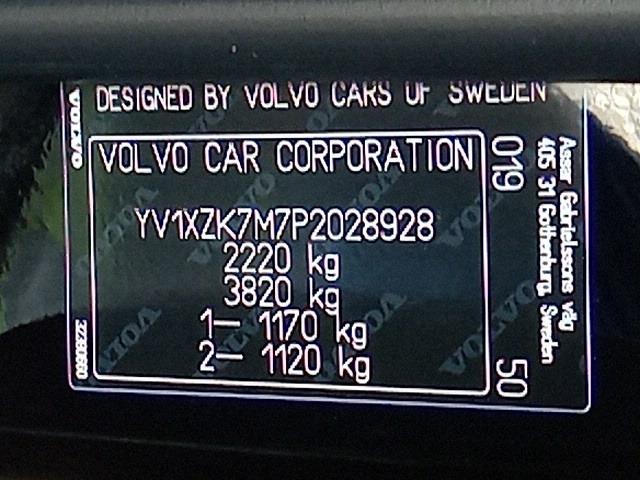 DESIGNED BY VOLVO CARS OF SWEDEN
VOLVO
VOLVO CAR CORPORATION
YV1XZK7M7P2028928
2220 kg
3820 kg
1— 1170 kg
2— 1120 kg
019
50
Assar Gabrielssons väg
405 31 Gothenburg, Sweden